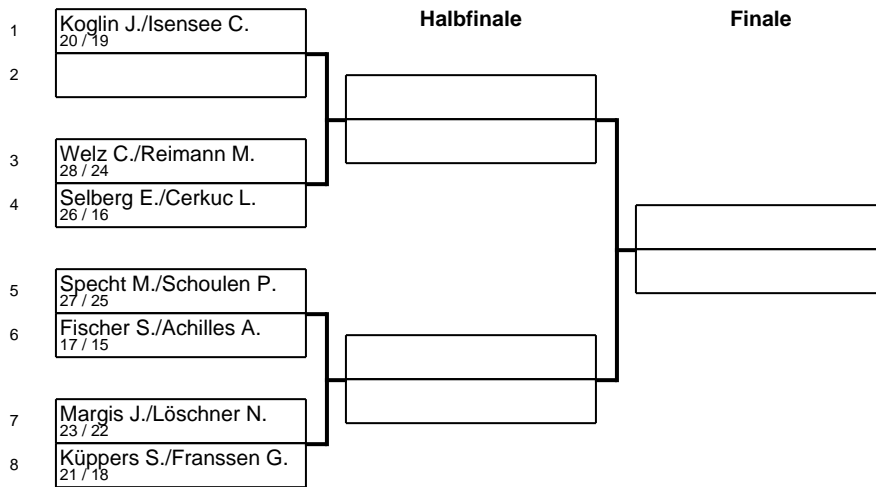 Halbfinale
Finale
1
Koglin J./Isensee C.
20 / 19
2
3
Welz C./Reimann M.
28 / 24
4
Selberg E./Cerkuc L.
26 / 16
5
Specht M./Schoulen P.
27 / 25
6
Fischer S./Achilles A.
17 / 15
7
Margis J./Löschner N.
23 / 22
8
Küppers S./Franssen G.
21 / 18